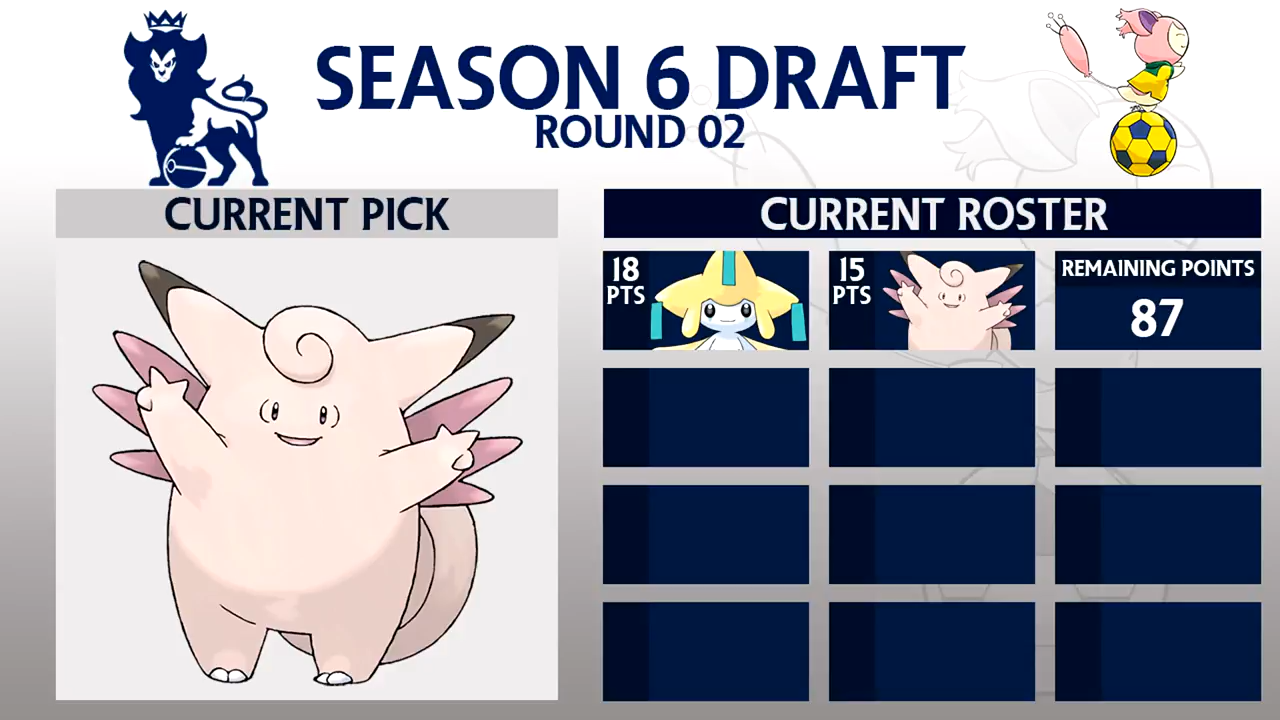 SEASON 6 DRAFT
ROUND 02
CURRENT PICK
CURRENT ROSTER
18
PTS
15
PTS
REMAINING POINTS
87